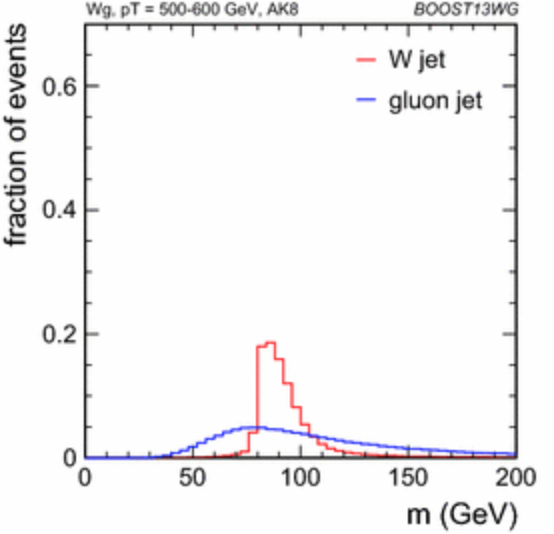 Wg, pT = 500-600 GeV, AK8
BOOST13WG
fraction of events
W jet
gluon jet
0.6
0.4
0.2
0
0
50
100
150
200
m (GeV)